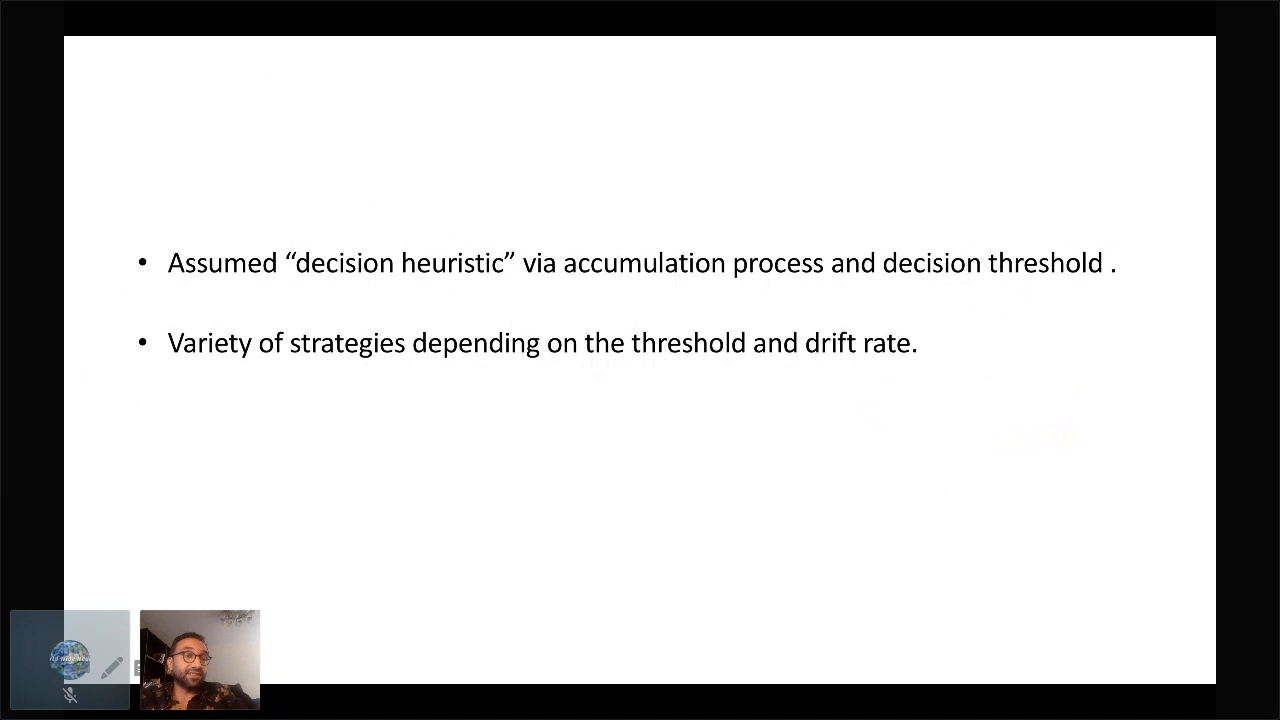 • Assumed “decision heuristic” via accumulation process and decision threshold .
• Variety of strategies depending on the threshold and drift rate.